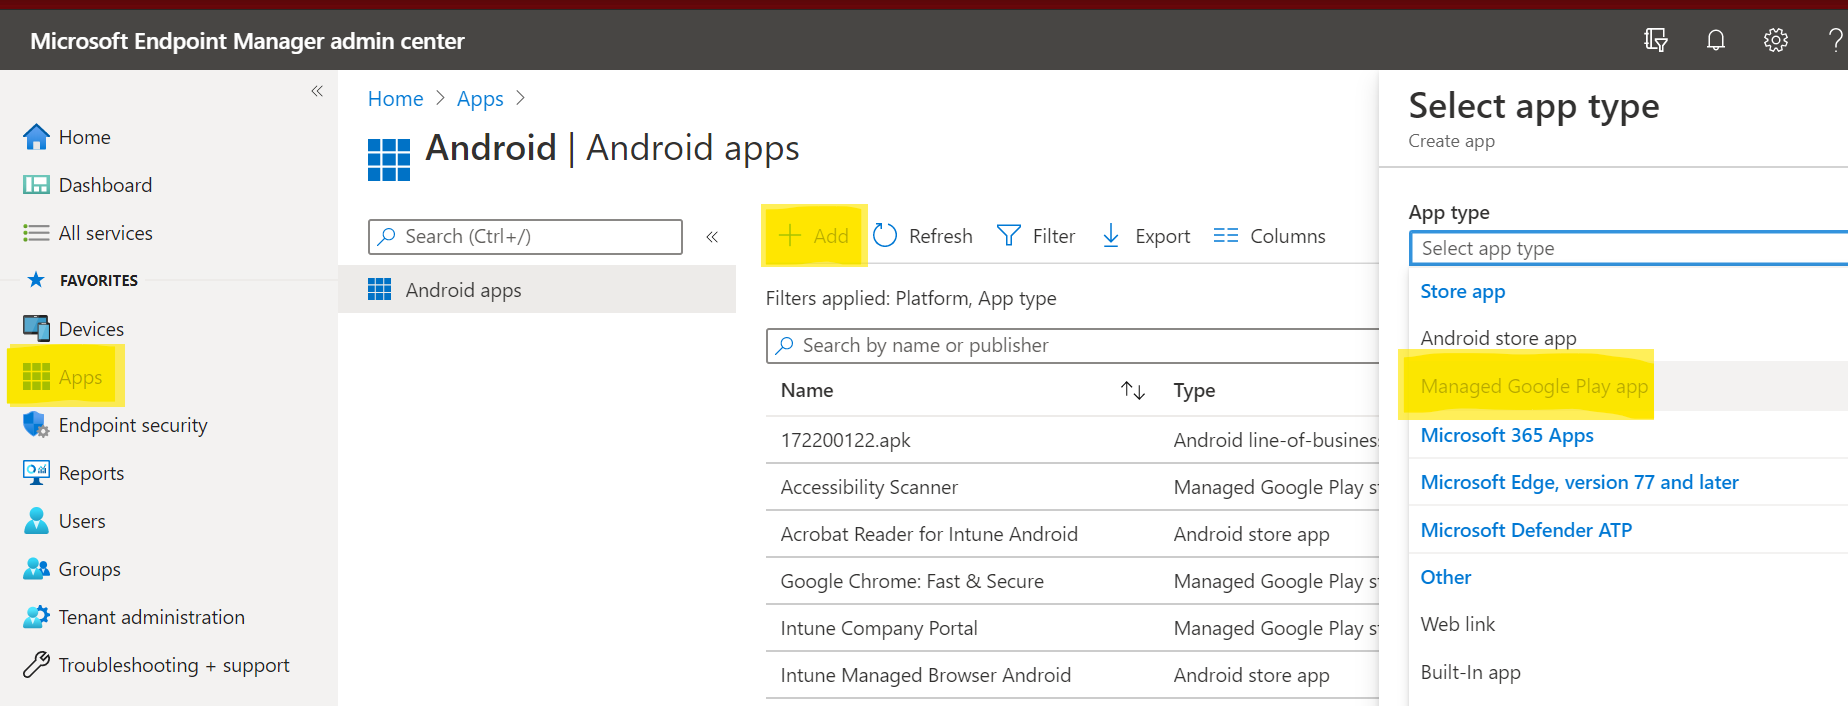 Microsoft Endpoint Manager admin center
Home
Dashboard
All services
FAVORITES
Devices
Apps
Endpoint security
Reports
Users
Groups
Tenant administration
Troubleshooting + support
Home > Apps >
Android | Android apps
Search (Ctrl+/)
Android apps
Add Refresh Filter Export Columns
Filters applied: Platform, App type
Search by name or publisher
Name Type
172200122.apk Android line-of-busines
Accessibility Scanner Managed Google Play s
Acrobat Reader for Intune Android Android store app
Google Chrome: Fast & Secure Managed Google Play s
Intune Company Portal Managed Google Play s
Intune Managed Browser Android Android store app
Select app type
Create app
App type
Select app type
Store app
Android store app
Managed Google Play app
Microsoft 365 Apps
Microsoft Edge, version 77 and later
Microsoft Defender ATP
Other
Web link
Built-In app